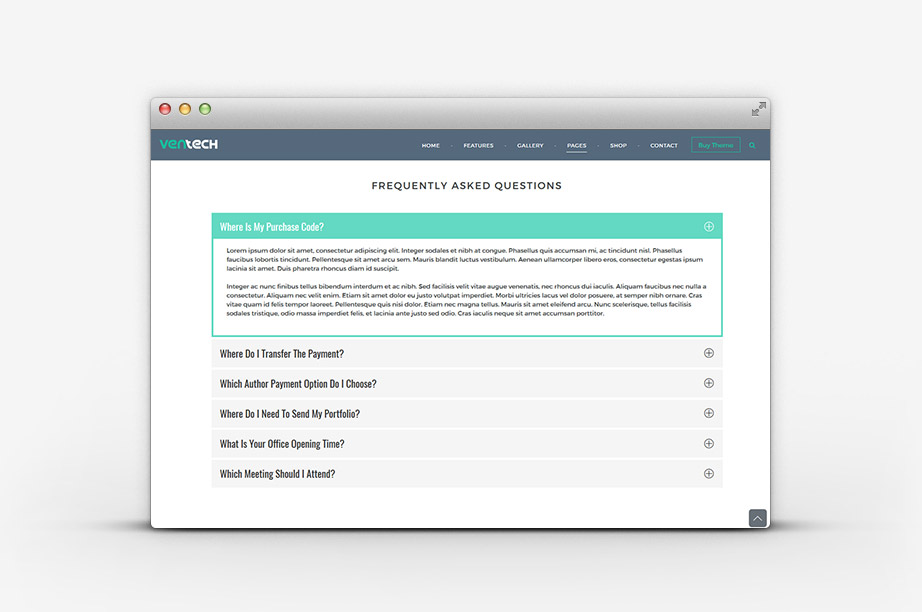 ventech HOME FEATURES GALLERY PAGES SHOP CONTACT Buy Theme
FREQUENTLY ASKED QUESTIONS
Where Is My Purchase Code?
Lorem ipsum dolor sit amet, consectetur adipiscing elit. Integer sodales et nibh at congue. Phasellus quis accumsan mi, ac tincidunt nisl. Phasellus
faucibus lobortis tincidunt. Pellentesque sit amet arcu sem. Mauris blandit luctus vestibulum. Aenean ullamcorper libero eros, consectetur egestas ipsum
lacinia sit amet. Duis pharetra rhoncus diam id suscipit.
Integer ac nunc finibus tellus bibendum interdum et ac nibh. Sed facilisis velit vitae augue venenatis, nec rhoncus dui iaculis. Aliquam faucibus nec nulla a
consectetur. Aliquam nec velit enim. Etiam sit amet dolor eu justo volutpat imperdiet. Morbi ultricies lacus vel dolor posuere, at semper nibh ornare. Cras
vitae quam id felis tempor laoreet. Pellentesque quis nisi dolor. Etiam nec magna tellus. Mauris sit amet eleifend arcu. Nunc scelerisque, tellus facilisis
sodales tristique, odio massa imperdiet felis, et lacinia ante justo sed odio. Cras iaculis neque sit amet accumsan porttitor.
Where Do I Transfer The Payment?
Which Author Payment Option Do I Choose?
Where Do I Need To Send My Portfolio?
What Is Your Office Opening Time?
Which Meeting Should I Attend?